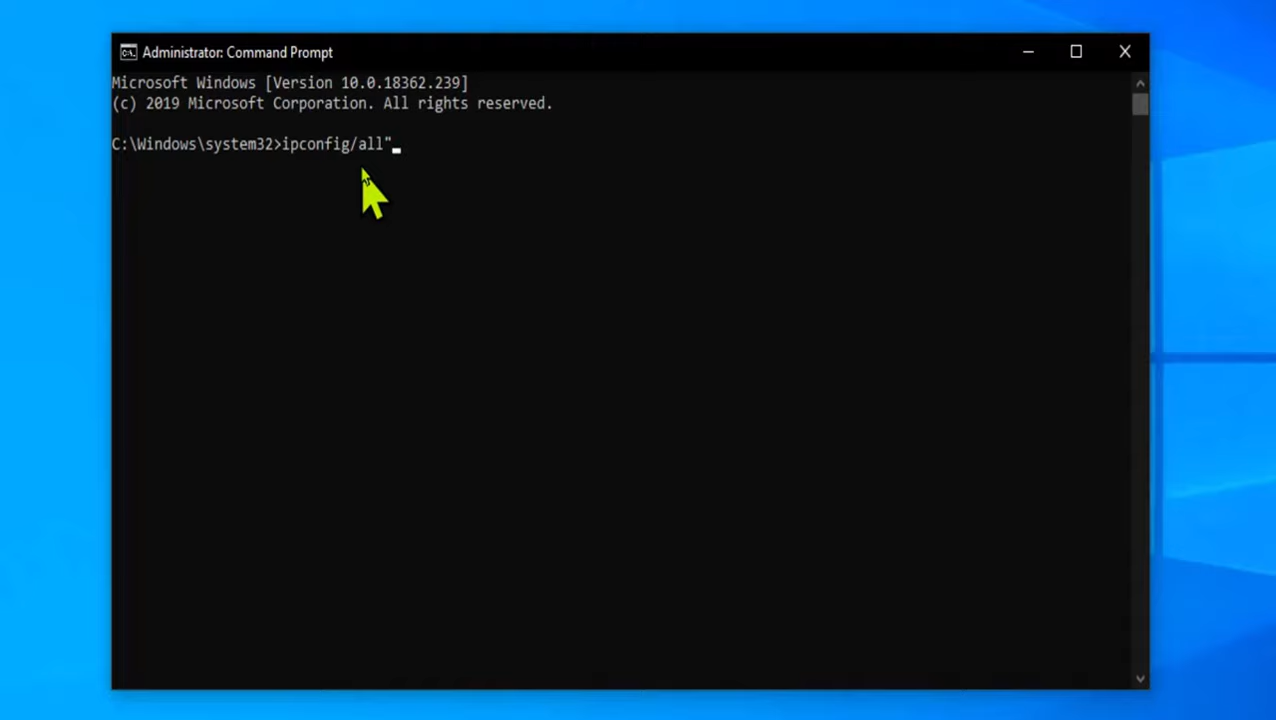 Administrator: Command Prompt
Microsoft Windows [Version 10.0.18362.239]
(c) 2019 Microsoft Corporation. All rights reserved.
C:\Windows\system32>ipconfig/all"